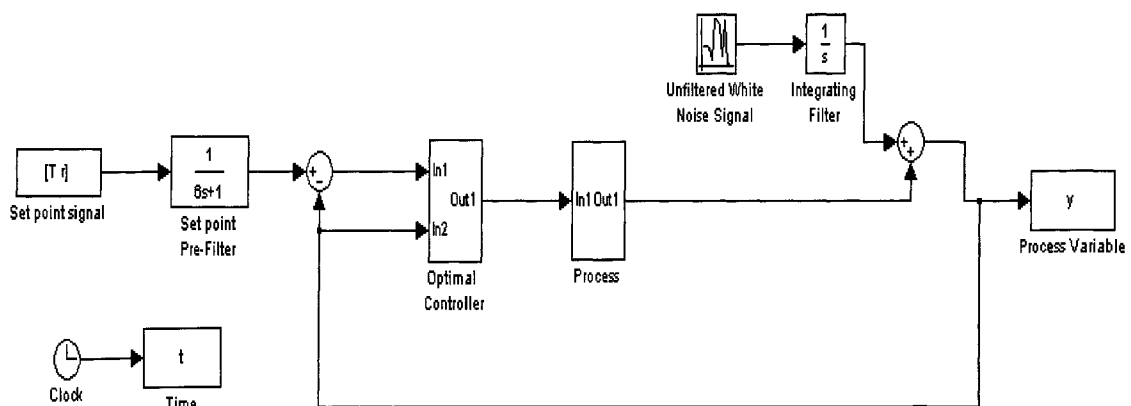 1
s
Unfiltered White
Noise Signal
Integrating
Filter
[T r]
Set point signal
1
6s+1
Set point
Pre-Filter
+
−
In1
In2
Out1
Optimal
Controller
In1 Out1
Process
+
+
y
Process Variable
Clock
t
Time